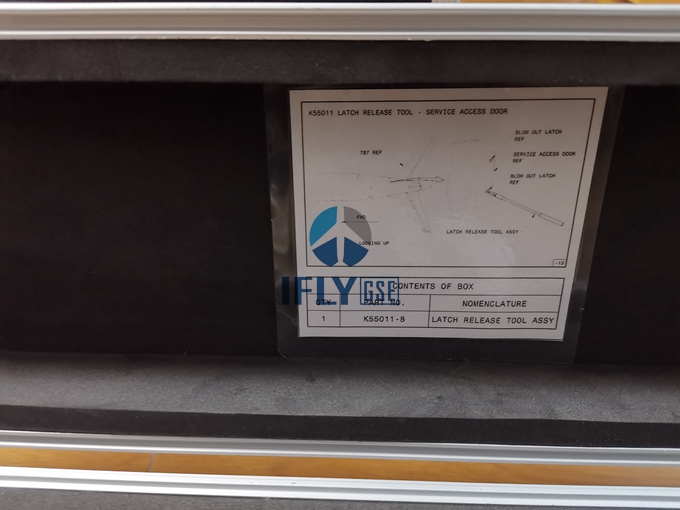 K55011 LATCH RELEASE TOOL - SERVICE ACCESS DOOR
BLOW OUT LATCH
REF
787 REF
SERVICE ACCESS DOOR
REF
BLOW OUT LATCH
REF
FWD
LATCH RELEASE TOOL ASSY
LOOKING UP
-13
IFLY GSE
CONTENTS OF BOX
QTY PART NO. NOMENCLATURE
1 K55011-8 LATCH RELEASE TOOL ASSY